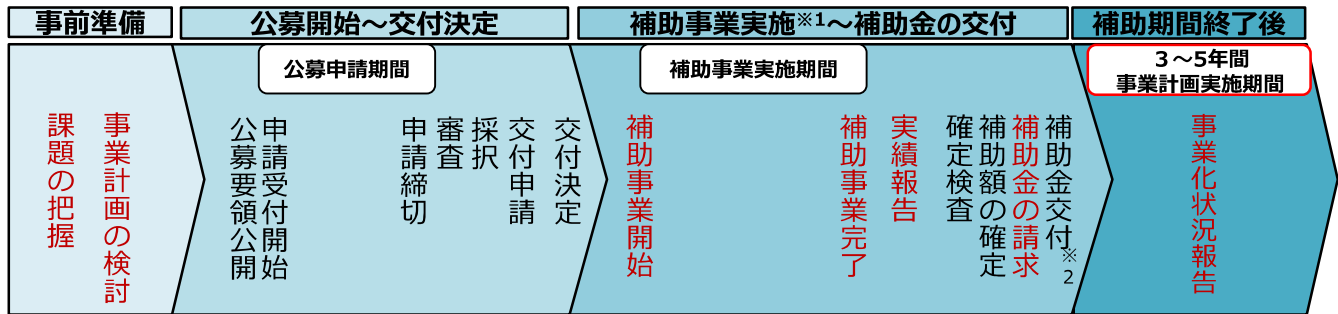 事前準備
公募開始～交付決定
補助事業実施※1～補助金の交付
補助期間終了後
公募申請期間
補助事業実施期間
３～5年間
事業計画実施期間
課題の把握
事業計画の検討
公募要領公開
申請受付開始
申請締切
審査
採択
交付申請
交付決定
補助事業開始
補助事業完了
実績報告
確定検査
補助額の確定
補助金の請求
補助金交付※2
事業化状況報告